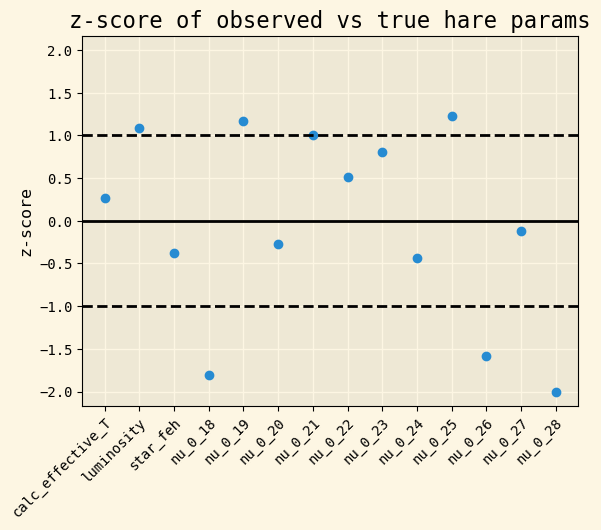 z-score of observed vs true hare params
z-score
2.0
1.5
1.0
0.5
0.0
−0.5
−1.0
−1.5
−2.0
calc_effective_T
luminosity
star_feh
nu_0_18
nu_0_19
nu_0_20
nu_0_21
nu_0_22
nu_0_23
nu_0_24
nu_0_25
nu_0_26
nu_0_27
nu_0_28